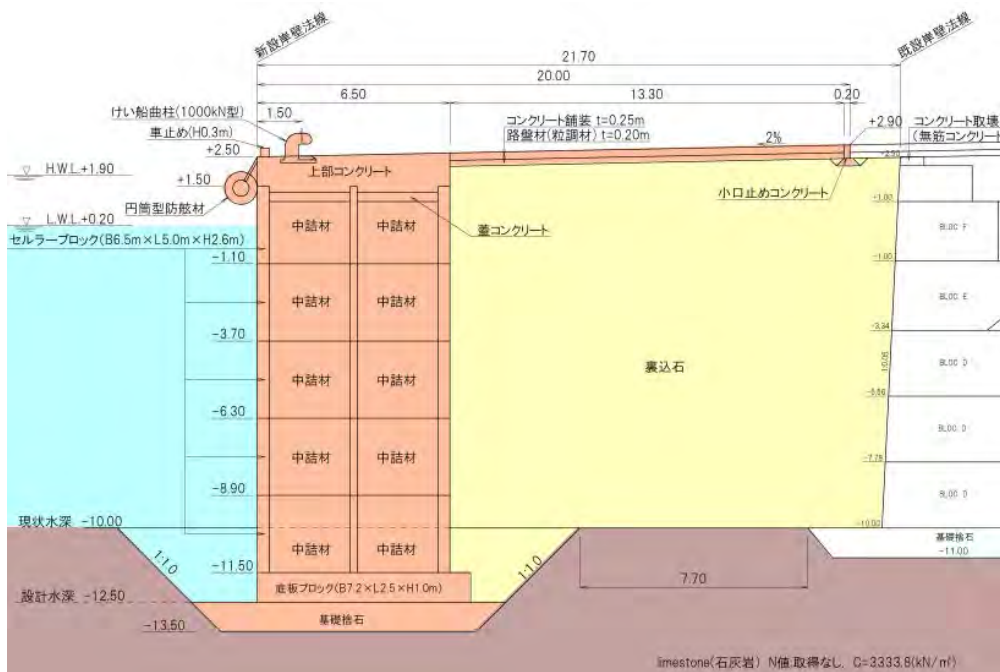 新設岸壁法線
既設岸壁法線
21.70
20.00
6.50
13.30
0.20
けい船曲柱(1000kN型)
1.50
コンクリート舗装 t=0.25m
路盤材(粒調材) t=0.20m
2%
+2.90
コンクリート取壊
(無筋コンクリート
車止め(H0.3m)
+2.50
上部コンクリート
H.W.L.+1.90
+1.50
円筒型防舷材
小口止めコンクリート
L.W.L.+0.20
セルラーブロック(B6.5m×L5.0m×H2.6m)
中詰材
中詰材
蓋コンクリート
BLOC F
-1.10
中詰材
中詰材
BLOC E
-3.70
-3.34
裏込石
中詰材
中詰材
BLOC D
-6.30
中詰材
中詰材
BLOC D
-7.78
-8.90
BLOC D
現状水深 -10.00
-10.00
中詰材
中詰材
基礎捨石
-11.00
-11.50
1:1.0
1:1.0
底板ブロック(B7.2×L2.5×H1.0m)
7.70
設計水深 -12.50
基礎捨石
-13.50
limestone(石灰岩) N値:取得なし, C=3333.8(kN/㎡)